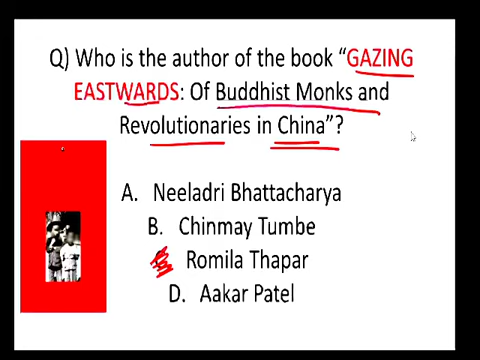 Q) Who is the author of the book “GAZING
EASTWARDS: Of Buddhist Monks and
Revolutionaries in China”?
A. Neeladri Bhattacharya
B. Chinmay Tumbe
Romila Thapar
D. Aakar Patel